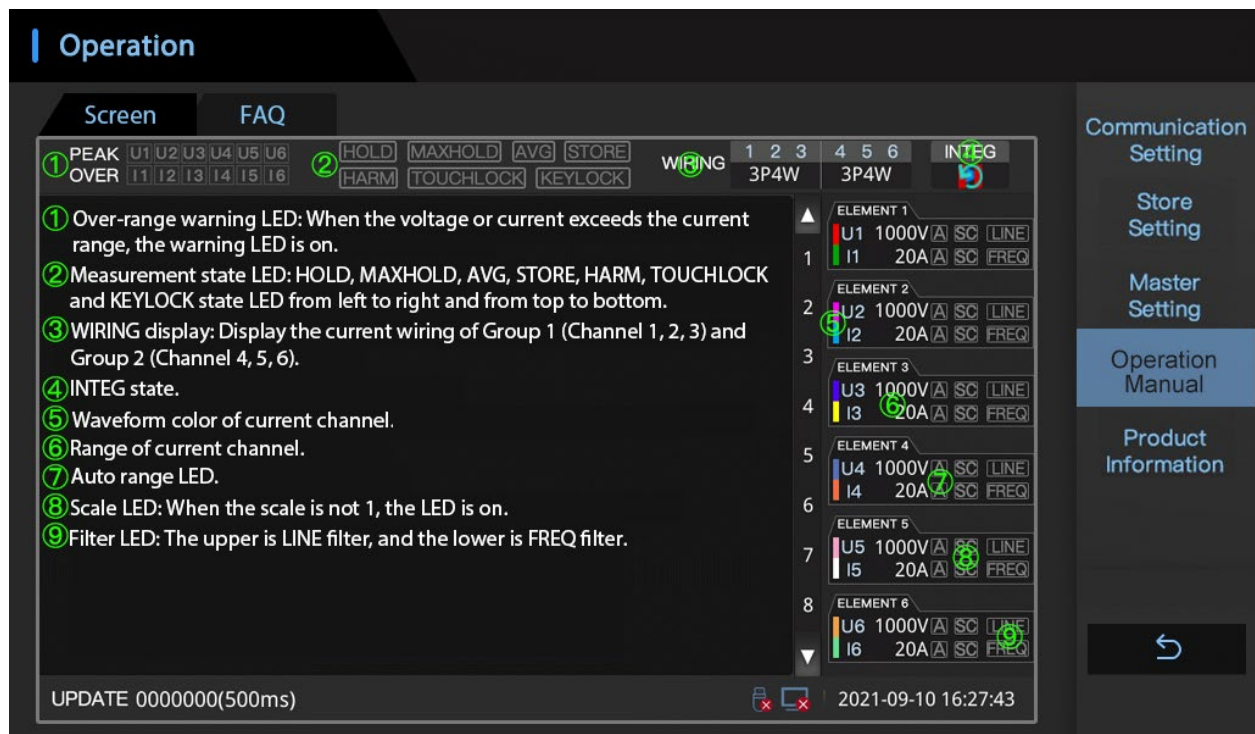 Operation
Screen FAQ
① PEAK OVER U1 U2 U3 U4 U5 U6
I1 I2 I3 I4 I5 I6
② HOLD MAXHOLD AVG STORE
HARM TOUCHLOCK KEYLOCK
WIRING ③
1 2 3 4 5 6
3P4W 3P4W
INTEG ④
① Over-range warning LED: When the voltage or current exceeds the current
range, the warning LED is on.
② Measurement state LED: HOLD, MAXHOLD, AVG, STORE, HARM, TOUCHLOCK
and KEYLOCK state LED from left to right and from top to bottom.
③ WIRING display: Display the current wiring of Group 1 (Channel 1, 2, 3) and
Group 2 (Channel 4, 5, 6).
④ INTEG state.
⑤ Waveform color of current channel.
⑥ Range of current channel.
⑦ Auto range LED.
⑧ Scale LED: When the scale is not 1, the LED is on.
⑨ Filter LED: The upper is LINE filter, and the lower is FREQ filter.
▲
1
2
3
4
5
6
7
8
▼
ELEMENT 1
U1 1000V A SC LINE
I1 20A A SC FREQ
ELEMENT 2
U2 1000V A SC LINE
⑤
I2 20A A SC FREQ
ELEMENT 3
U3 1000V A SC LINE
⑥
I3 20A A SC FREQ
ELEMENT 4
U4 1000V A SC LINE
⑦
I4 20A A SC FREQ
ELEMENT 5
U5 1000V A SC LINE
⑧
I5 20A A SC FREQ
ELEMENT 6
U6 1000V A SC LINE
⑨
I6 20A A SC FREQ
UPDATE 0000000(500ms)
2021-09-10 16:27:43
Communication
Setting
Store
Setting
Master
Setting
Operation
Manual
Product
Information